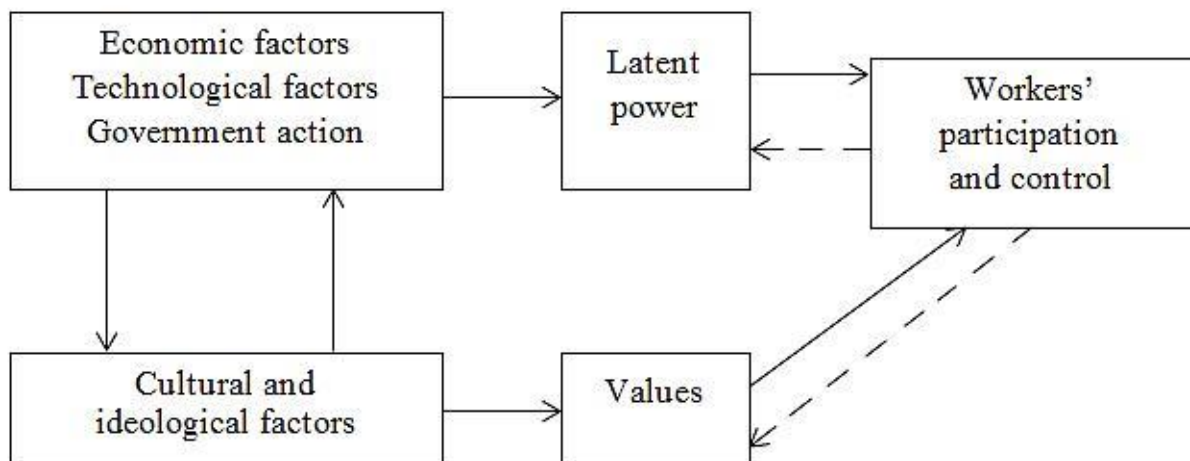 Economic factors
Technological factors
Government action
Latent
power
Workers’
participation
and control
Cultural and
ideological factors
Values